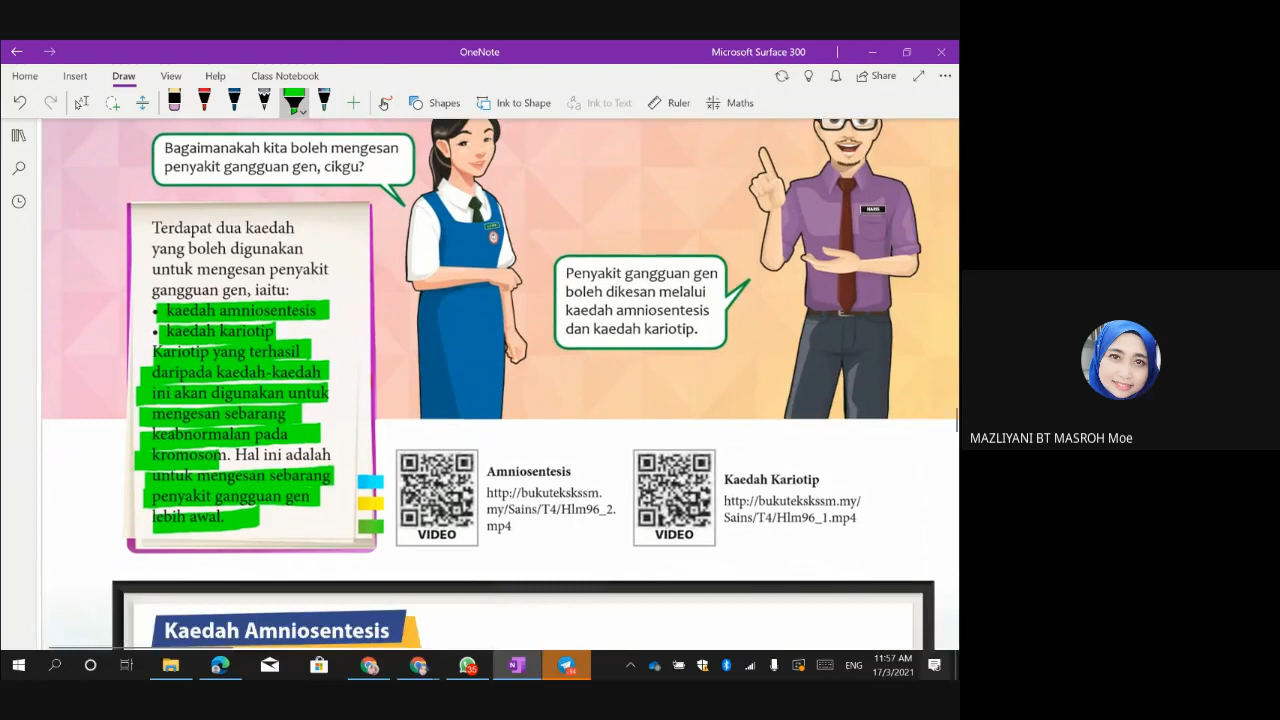 OneNote
Microsoft Surface 300
Home
Insert
Draw
View
Help
Class Notebook
Share
Shapes
Ink to Shape
Ink to Text
Ruler
Maths
Bagaimanakah kita boleh mengesan
penyakit gangguan gen, cikgu?
Terdapat dua kaedah
yang boleh digunakan
untuk mengesan penyakit
gangguan gen, iaitu:
• kaedah amniosentesis
• kaedah kariotip
Kariotip yang terhasil
daripada kaedah-kaedah
ini akan digunakan untuk
mengesan sebarang
keabnormalan pada
kromosom. Hal ini adalah
untuk mengesan sebarang
penyakit gangguan gen
lebih awal.
Penyakit gangguan gen
boleh dikesan melalui
kaedah amniosentesis
dan kaedah kariotip.
VIDEO
Amniosentesis
http://bukutekskssm.
my/Sains/T4/Hlm96_2.
mp4
VIDEO
Kaedah Kariotip
http://bukutekskssm.my/
Sains/T4/Hlm96_1.mp4
Kaedah Amniosentesis
MAZLIYANI BT MASROH Moe
35
ENG
11:57 AM
17/3/2021